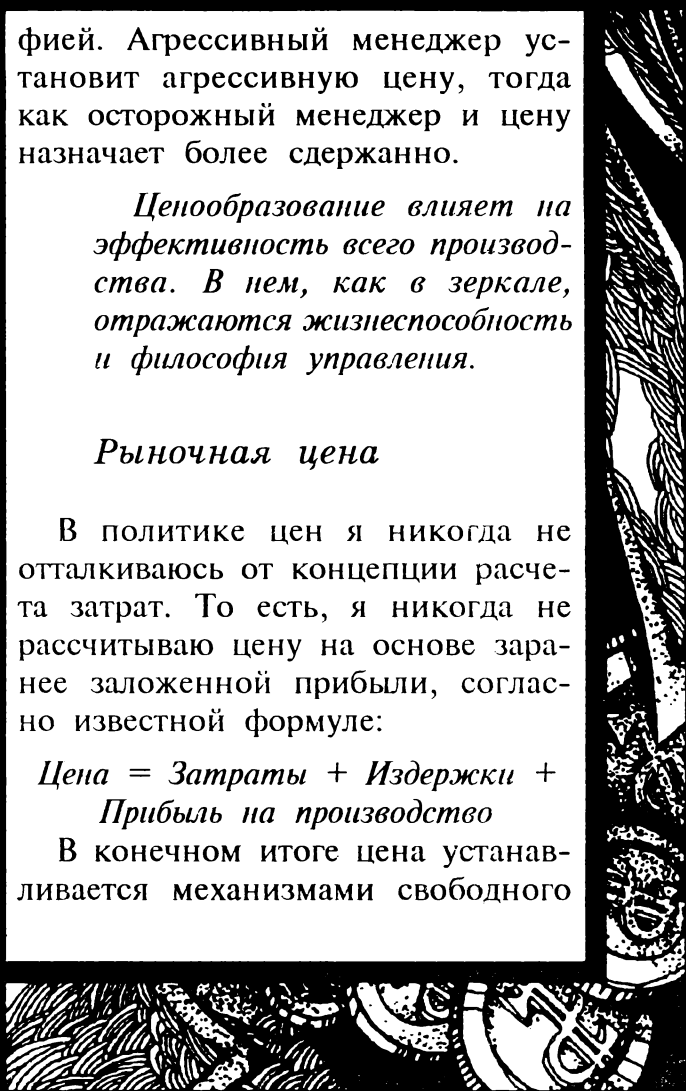 фией. Агрессивный менеджер ус-
тановит агрессивную цену, тогда
как осторожный менеджер и цену
назначает более сдержанно.
Ценообразование влияет на
эффективность всего производ-
ства. В нем, как в зеркале,
отражаются жизнеспособность
и философия управления.
Рыночная цена
В политике цен я никогда не
отталкиваюсь от концепции расче-
та затрат. То есть, я никогда не
рассчитываю цену на основе зара-
нее заложенной прибыли, соглас-
но известной формуле:
Цена = Затраты + Издержки +
Прибыль на производство
В конечном итоге цена устанав-
ливается механизмами свободного